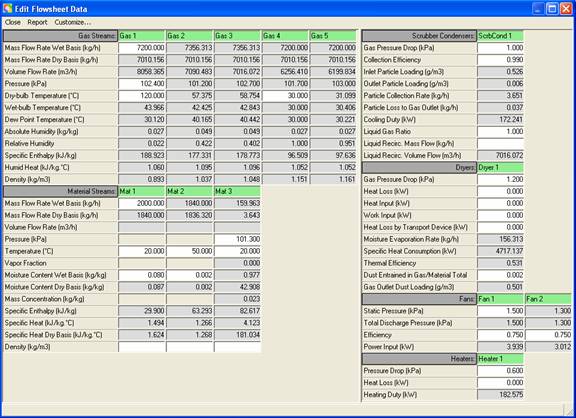 Edit Flowsheet Data
Close Report Customize...
Gas Streams: Gas 1 Gas 2 Gas 3 Gas 4 Gas 5
Mass Flow Rate Wet Basis (kg/h) 7200.000 7356.313 7356.313 7200.000 7200.000
Mass Flow Rate Dry Basis (kg/h) 7010.156 7010.156 7010.156 7010.156 7010.156
Volume Flow Rate (m3/h) 8058.365 7090.483 7016.072 6256.410 6199.834
Pressure (kPa) 102.400 101.200 102.700 101.700 103.000
Dry-bulb Temperature (°C) 120.000 57.375 58.754 30.000 31.099
Wet-bulb Temperature (°C) 43.966 42.425 42.843 30.000 30.406
Dew Point Temperature (°C) 30.120 40.165 40.442 30.000 30.221
Absolute Humidity (kg/kg) 0.027 0.049 0.049 0.027 0.027
Relative Humidity 0.022 0.422 0.400 1.000 0.951
Specific Enthalpy (kJ/kg) 188.923 177.331 178.773 96.509 97.636
Humid Heat (kJ/kg.°C) 1.060 1.095 1.096 1.052 1.052
Density (kg/m3) 0.893 1.037 1.048 1.151 1.161
Material Streams: Mat 1 Mat 2 Mat 3
Mass Flow Rate Wet Basis (kg/h) 2000.000 1840.000 159.963
Mass Flow Rate Dry Basis (kg/h) 1840.000 1836.320 3.643
Volume Flow Rate (m3/h)
Pressure (kPa) 101.300
Temperature (°C) 20.000 50.000 20.000
Vapor Fraction 0.000
Moisture Content Wet Basis (kg/kg) 0.080 0.002 0.977
Moisture Content Dry Basis (kg/kg) 0.087 0.002 42.908
Mass Concentration (kg/kg) 0.023
Specific Enthalpy (kJ/kg) 29.900 63.293 82.617
Specific Heat (kJ/kg.°C) 1.494 1.266 4.123
Specific Heat Dry Basis (kJ/kg.°C) 1.624 1.268 181.034
Density (kg/m3)
Scrubber Condensers: ScrbCond 1
Gas Pressure Drop (kPa) 1.000
Collection Efficiency 0.990
Inlet Particle Loading (g/m3) 0.526
Outlet Particle Loading (g/m3) 0.006
Particle Collection Rate (kg/h) 3.651
Particle Loss to Gas Outlet (kg/h) 0.037
Cooling Duty (kW) 172.241
Liquid Gas Ratio 1.000
Liquid Recirc. Mass Flow (kg/h)
Liquid Recirc. Volume Flow (m3/h) 7016.072
Dryers: Dryer 1
Gas Pressure Drop (kPa) 1.200
Heat Loss (kW) 0.000
Heat Input (kW) 0.000
Work Input (kW) 0.000
Heat Loss by Transport Device (kW) 0.000
Moisture Evaporation Rate (kg/h) 156.313
Specific Heat Consumption (kW) 4717.137
Thermal Efficiency 0.531
Dust Entrained in Gas/Material Total 0.002
Gas Outlet Dust Loading (g/m3) 0.501
Fans: Fan 1 Fan 2
Static Pressure (kPa) 1.500 1.300
Total Discharge Pressure (kPa) 1.500 1.300
Efficiency 0.750 0.750
Power Input (kW) 3.939 3.012
Heaters: Heater 1
Pressure Drop (kPa) 0.600
Heat Loss (kW) 0.000
Heating Duty (kW) 182.575